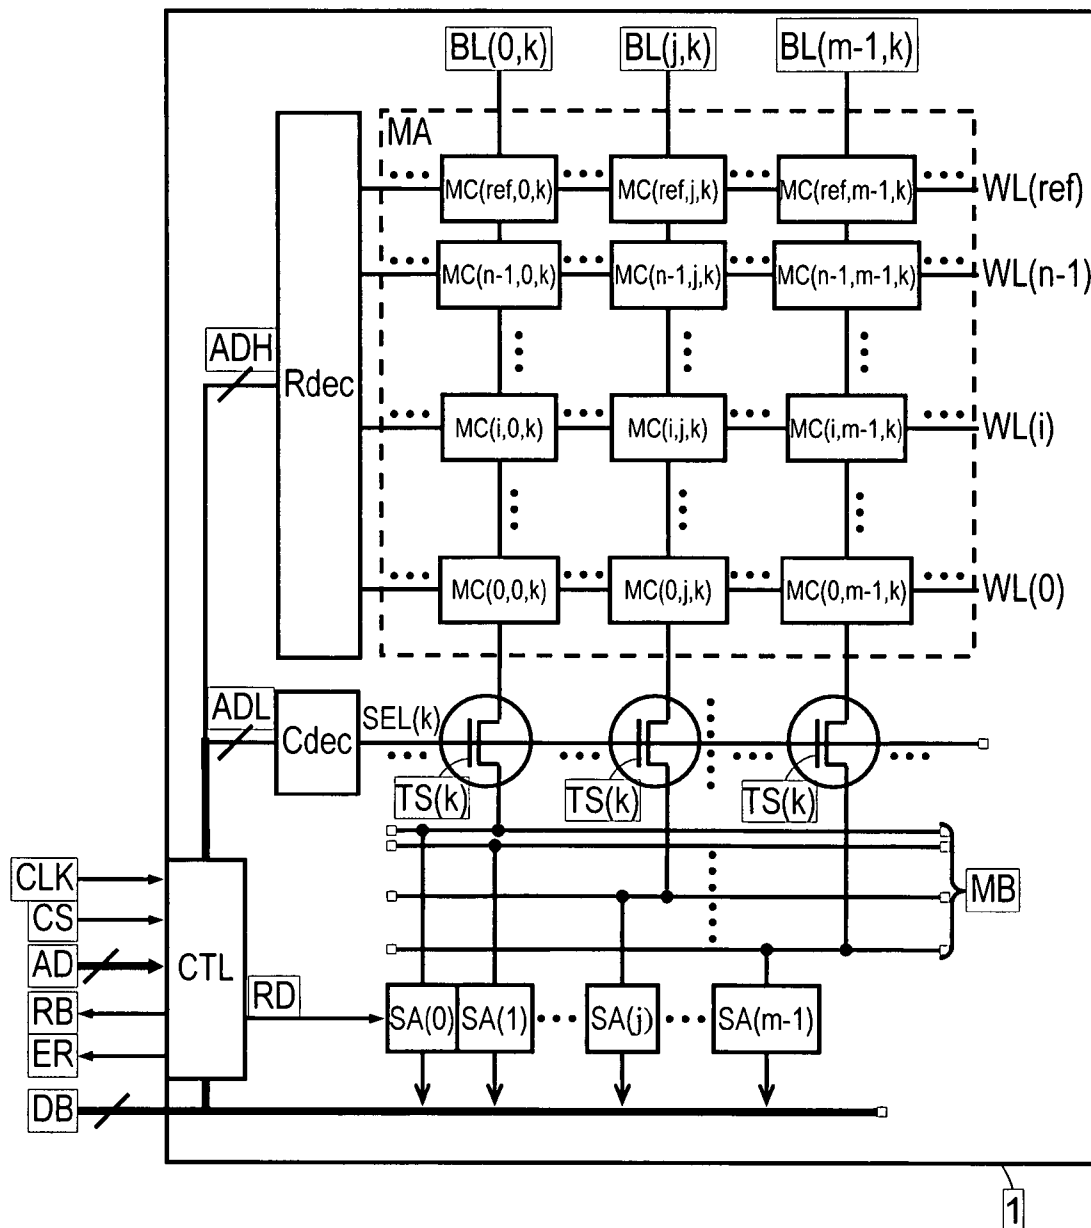 BL(0,k) BL(j,k) BL(m-1,k)
MA
MC(ref,0,k) MC(ref,j,k) MC(ref,m-1,k) WL(ref)
MC(n-1,0,k) MC(n-1,j,k) MC(n-1,m-1,k) WL(n-1)
ADH
Rdec
MC(i,0,k) MC(i,j,k) MC(i,m-1,k) WL(i)
MC(0,0,k) MC(0,j,k) MC(0,m-1,k) WL(0)
ADL
Cdec
SEL(k)
TS(k) TS(k) TS(k)
MB
CLK
CS
AD
RB
ER
DB
CTL
RD
SA(0) SA(1) SA(j) SA(m-1)
1